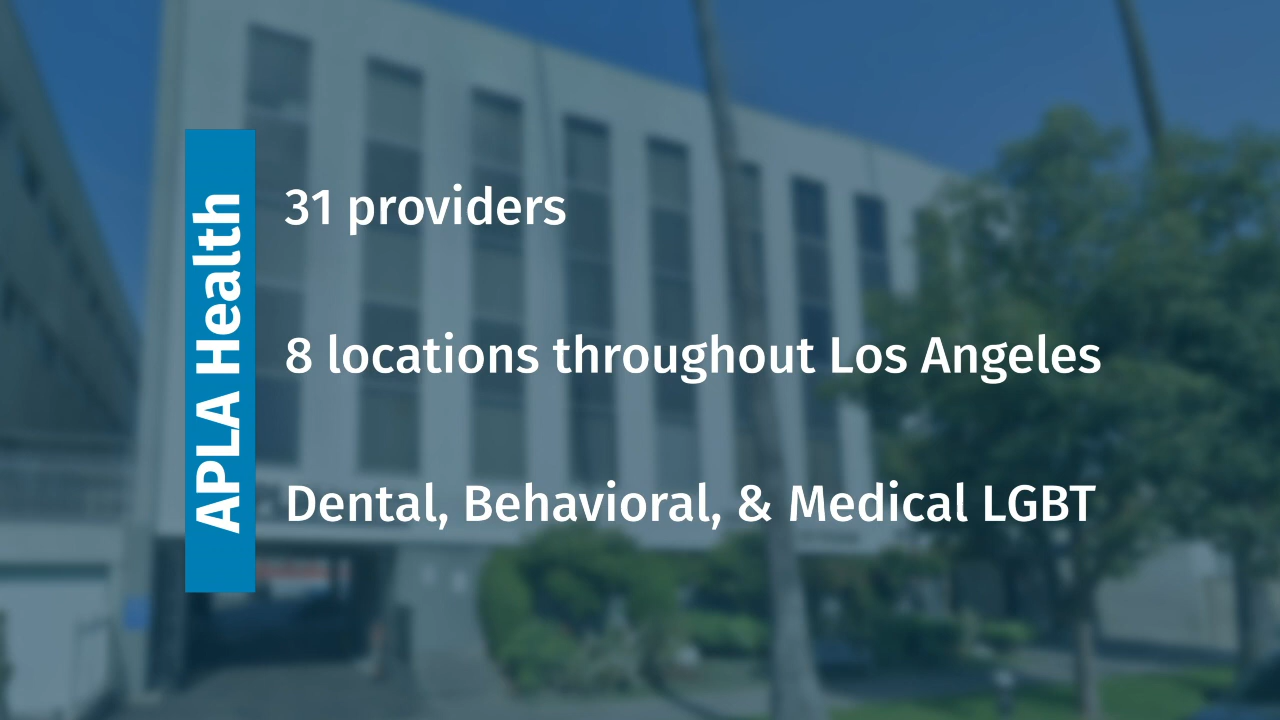 APLA Health
31 providers
8 locations throughout Los Angeles
Dental, Behavioral, & Medical LGBT